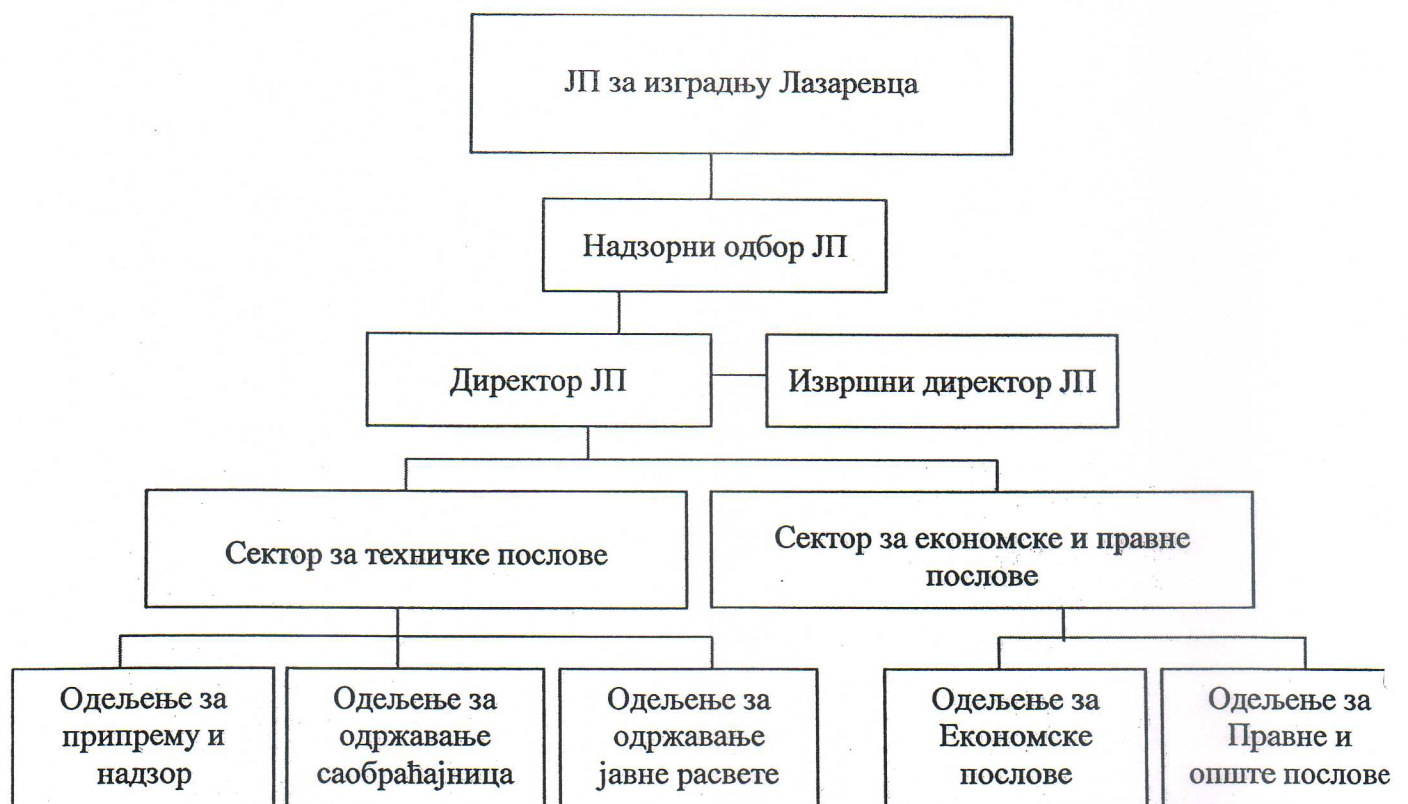 ЈП за изградњу Лазаревца
Надзорни одбор ЈП
Директор ЈП
Извршни директор ЈП
Сектор за техничке послове
Сектор за економске и правне
послове
Одељење за
припрему и
надзор
Одељење за
одржавање
саобраћајница
Одељење за
одржавање
јавне расвете
Одељење за
Економске
послове
Одељење за
Правне и
опште послове